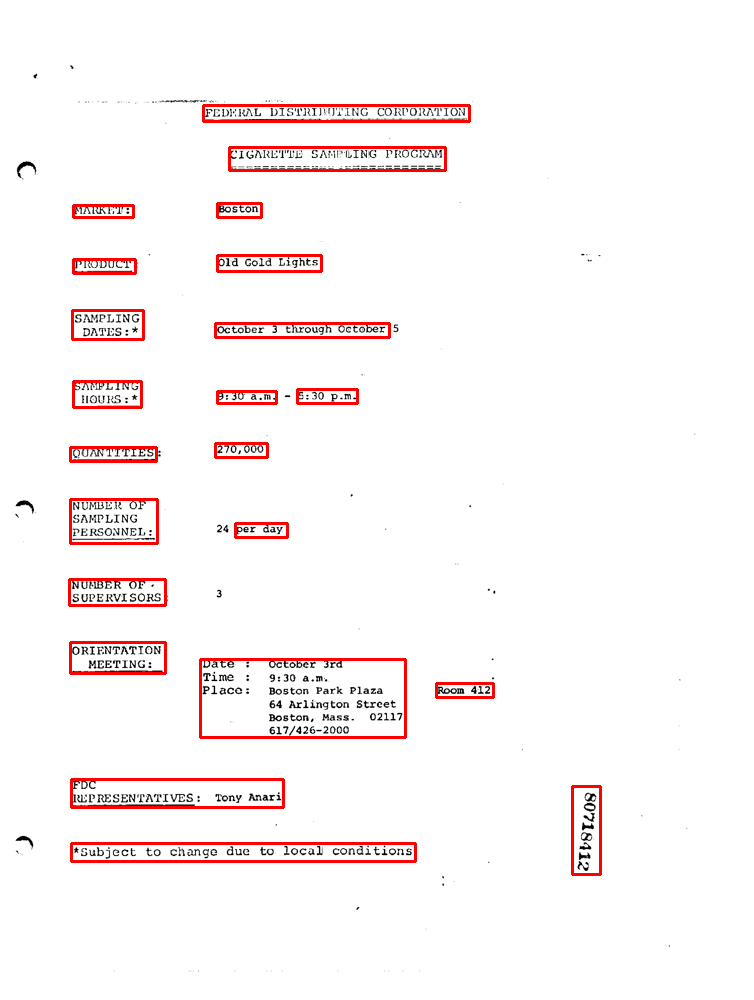 FEDERAL DISTRIBUTING CORPORATION
CIGARETTE SAMPLING PROGRAM
MARKET: Boston
PRODUCT: Old Gold Lights
SAMPLING
DATES:* October 3 through October 5
SAMPLING
HOURS:* 9:30 a.m. - 5:30 p.m.
QUANTITIES: 270,000
NUMBER OF
SAMPLING
PERSONNEL: 24 per day
NUMBER OF
SUPERVISORS 3
ORIENTATION
MEETING:
Date : October 3rd
Time : 9:30 a.m.
Place: Boston Park Plaza Room 412
64 Arlington Street
Boston, Mass. 02117
617/426-2000
FDC
REPRESENTATIVES: Tony Anari
80718412
*Subject to change due to local conditions